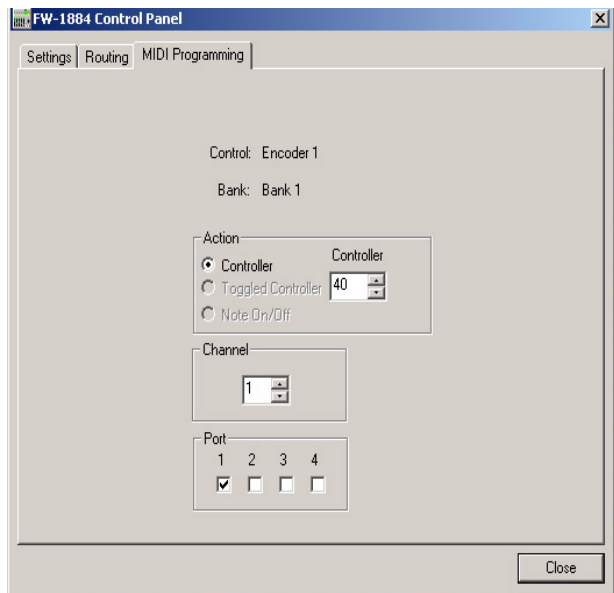 FW-1884 Control Panel
Settings Routing MIDI Programming
Control: Encoder 1
Bank: Bank 1
Action
Controller Controller
Toggled Controller 40
Note On/Off
Channel
1
Port
1 2 3 4
Close